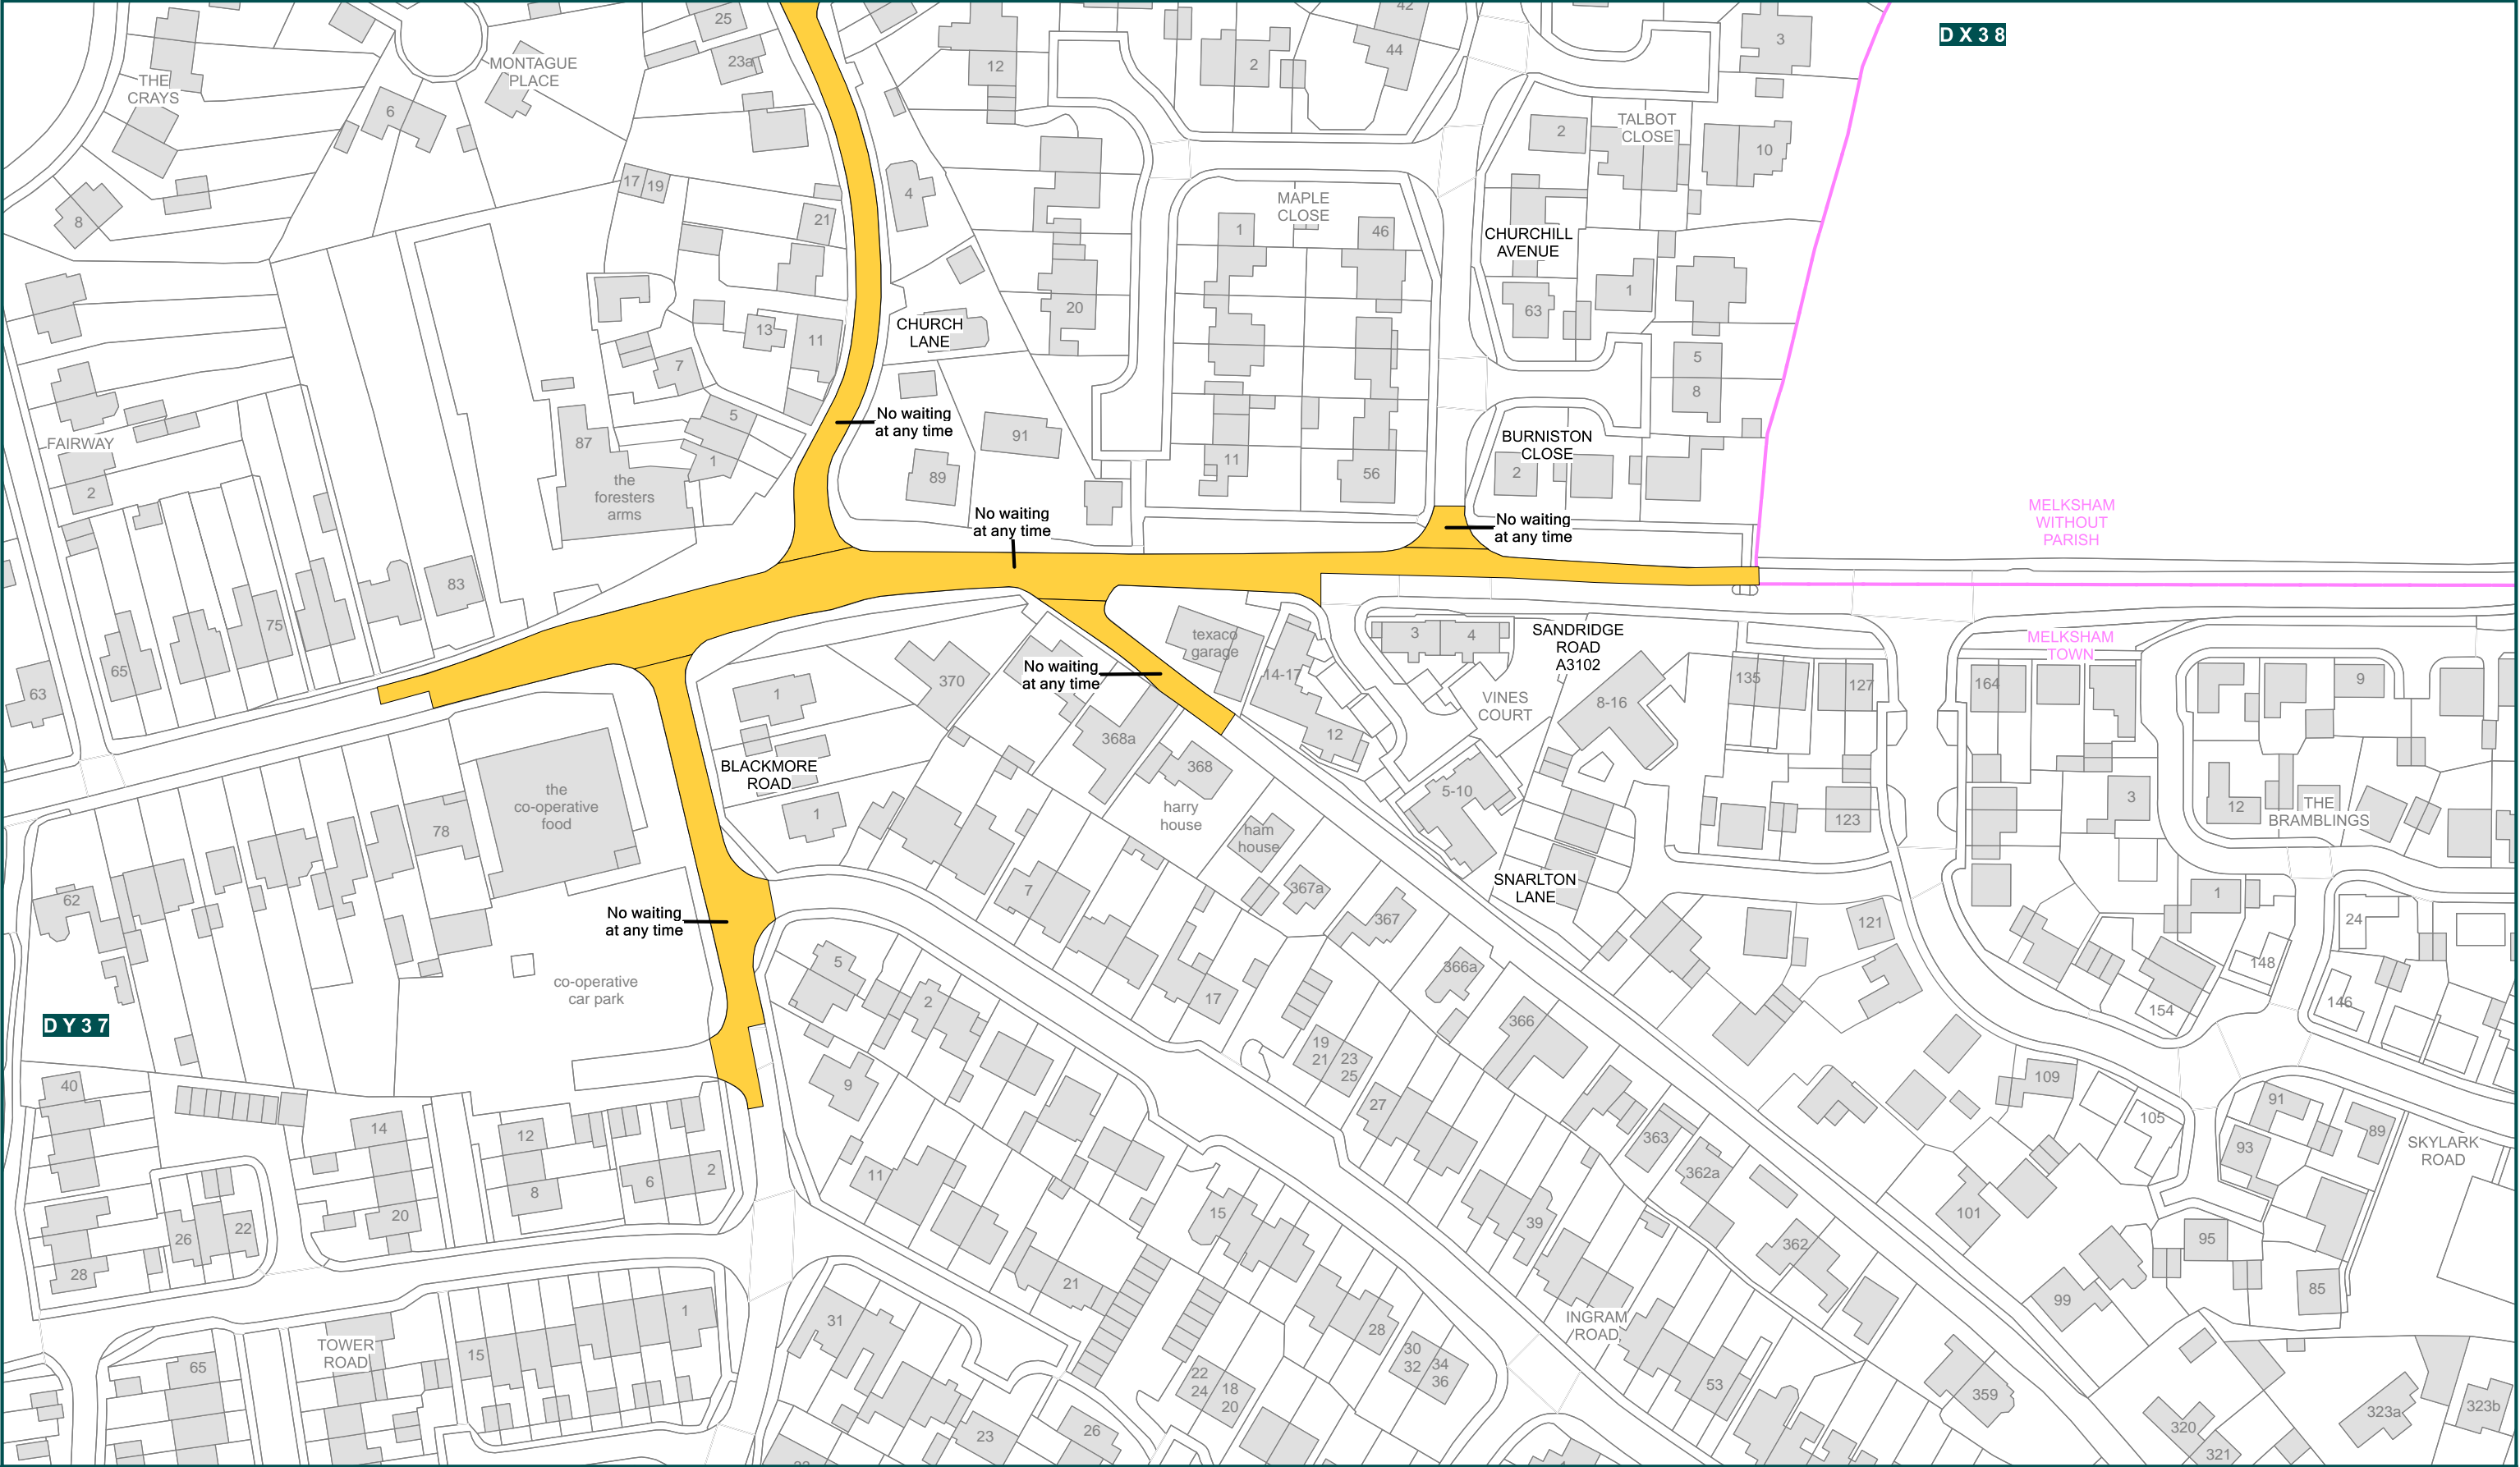 25
42
DX38
3
MONTAGUE
PLACE
23a
12
2
44
THE
CRAYS
6
2
TALBOT
CLOSE
10
17
19
4
MAPLE
CLOSE
8
21
1
46
CHURCHILL
AVENUE
1
20
63
13
11
CHURCH
LANE
5
7
8
5
No waiting
at any time
91
FAIRWAY
87
BURNISTON
CLOSE
1
11
56
2
89
2
the
foresters
arms
No waiting
at any time
No waiting
at any time
MELKSHAM
WITHOUT
PARISH
83
75
65
texaco
garage
3
4
SANDRIDGE
ROAD
A3102
MELKSHAM
TOWN
No waiting
at any time
14-17
63
1
370
VINES
COURT
8-16
135
127
164
9
368a
12
BLACKMORE
ROAD
368
5-10
the
co-operative
food
1
harry
house
3
12
THE
BRAMBLINGS
78
ham
house
123
62
7
367a
SNARLTON
LANE
1
No waiting
at any time
367
121
24
5
366a
148
co-operative
car park
2
17
146
DY37
366
154
19
21
23
25
40
9
109
27
105
91
14
12
363
89
93
SKYLARK
ROAD
11
362a
6
2
8
15
101
20
39
26
22
362
95
28
21
85
99
31
1
INGRAM
ROAD
28
TOWER
ROAD
15
30
32
34
36
65
22
24
18
20
53
359
23
26
320
321
323a
323b